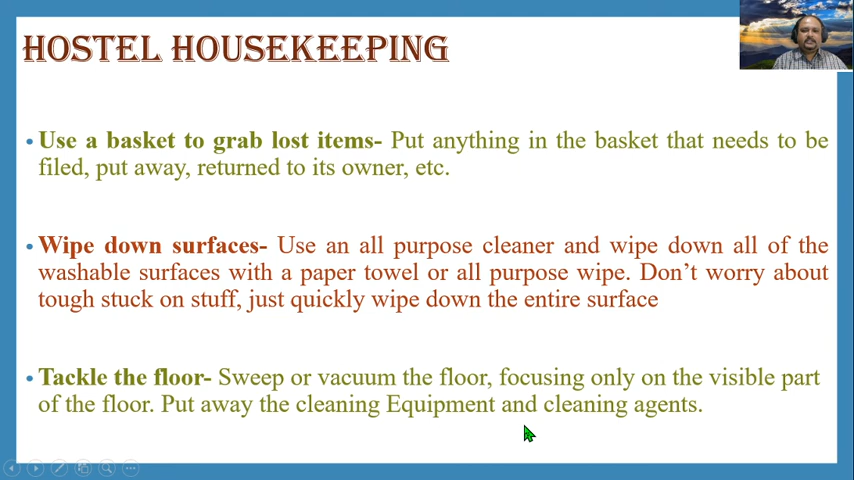 HOSTEL HOUSEKEEPING
• Use a basket to grab lost items- Put anything in the basket that needs to be
filed, put away, returned to its owner, etc.
• Wipe down surfaces- Use an all purpose cleaner and wipe down all of the
washable surfaces with a paper towel or all purpose wipe. Don’t worry about
tough stuck on stuff, just quickly wipe down the entire surface
• Tackle the floor- Sweep or vacuum the floor, focusing only on the visible part
of the floor. Put away the cleaning Equipment and cleaning agents.